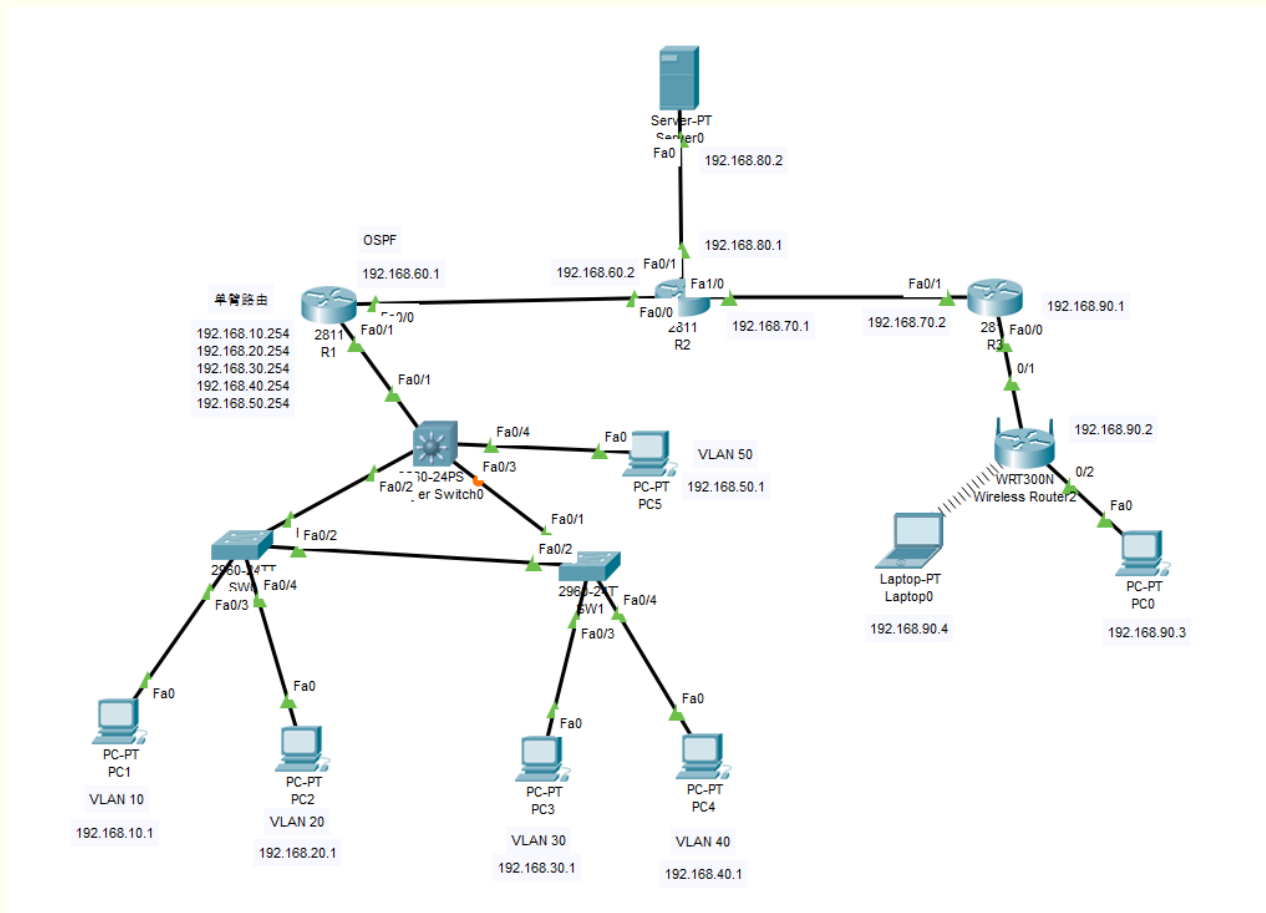 Server-PT
Server0
Fa0
192.168.80.2
OSPF
192.168.80.1
192.168.60.1
192.168.60.2
Fa0/1
Fa1/0
Fa0/1
单臂路由
192.168.90.1
Fa0/0
Fa0/0
192.168.70.1
192.168.70.2
Fa0/0
192.168.10.254
192.168.20.254
192.168.30.254
192.168.40.254
192.168.50.254
2811
R1
Fa0/1
2811
R2
R3
Fa0/1
0/1
192.168.90.2
Fa0/4
Fa0
VLAN 50
Fa0/3
Fa0/2
Switch0
PC-PT
PC5
192.168.50.1
WRT300N
Wireless Router2
0/2
Fa0
Fa0/2
Fa0/1
Fa0/2
2960-24TT
Fa0/3
Fa0/4
SW1
Fa0/3
Fa0/4
Laptop-PT
Laptop0
192.168.90.4
PC-PT
PC0
192.168.90.3
Fa0
Fa0
Fa0
Fa0
PC-PT
PC1
VLAN 10
192.168.10.1
PC-PT
PC2
VLAN 20
192.168.20.1
PC-PT
PC3
VLAN 30
192.168.30.1
PC-PT
PC4
VLAN 40
192.168.40.1